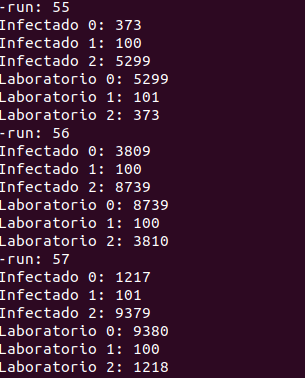 -run: 55
Infectado 0: 373
Infectado 1: 100
Infectado 2: 5299
Laboratorio 0: 5299
Laboratorio 1: 101
Laboratorio 2: 373
-run: 56
Infectado 0: 3809
Infectado 1: 100
Infectado 2: 8739
Laboratorio 0: 8739
Laboratorio 1: 100
Laboratorio 2: 3810
-run: 57
Infectado 0: 1217
Infectado 1: 101
Infectado 2: 9379
Laboratorio 0: 9380
Laboratorio 1: 100
Laboratorio 2: 1218